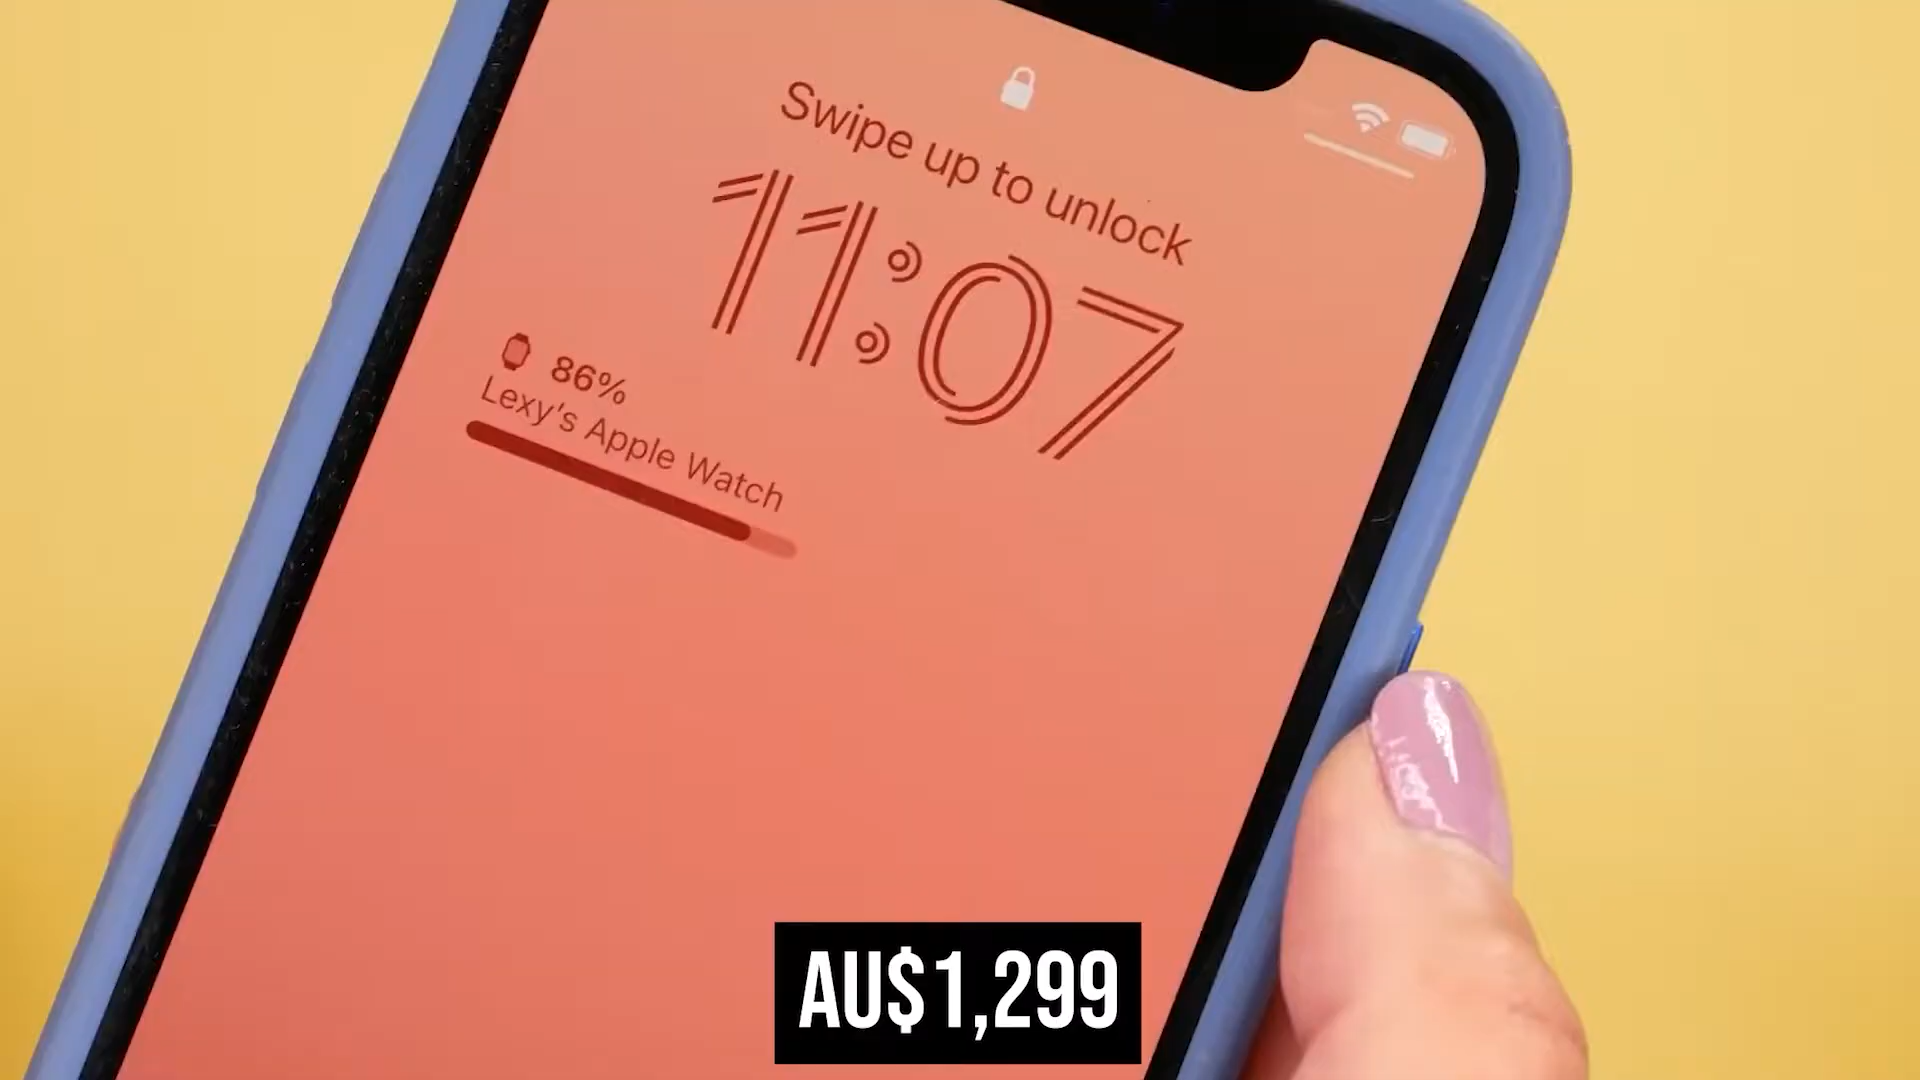 Swipe up to unlock
11:07
86%
Lexy's Apple Watch
AU$1,299